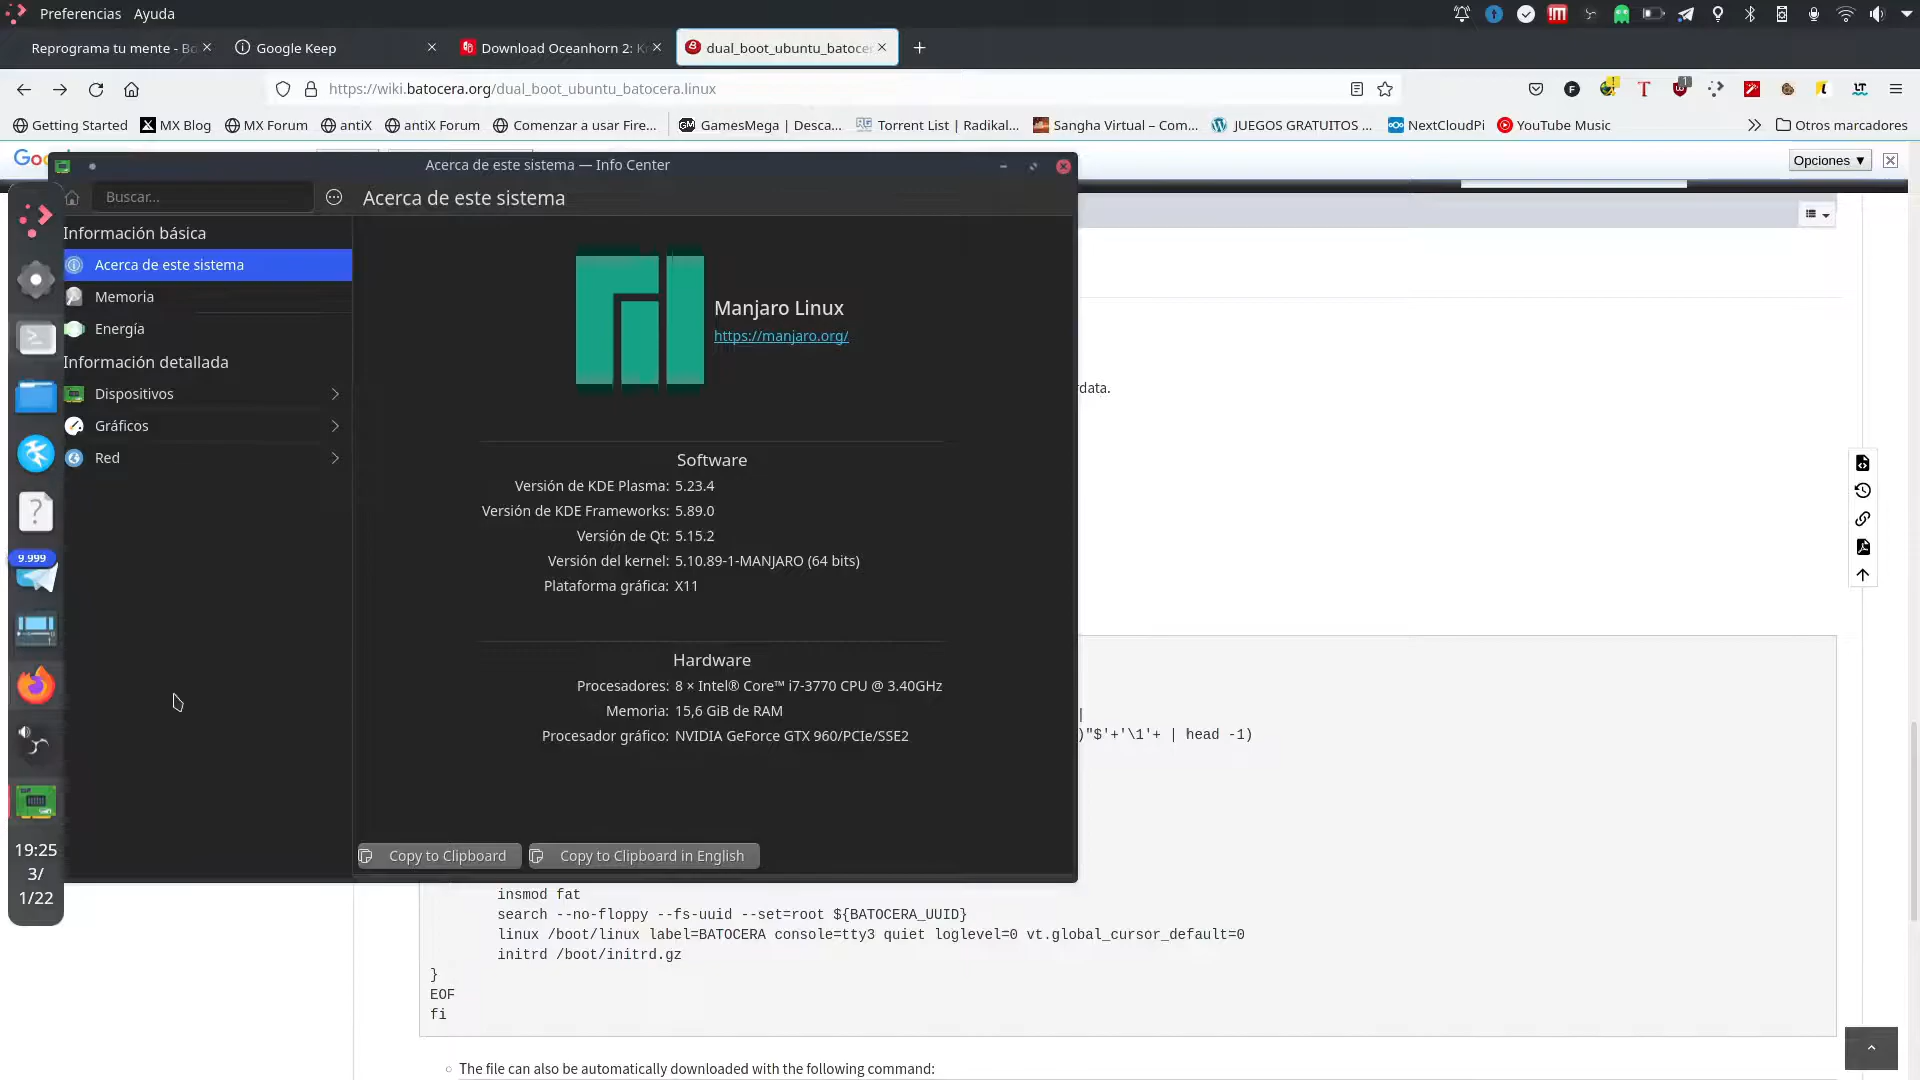 Preferencias Ayuda
Reprograma tu mente - Bo
Google Keep
Download Oceanhorn 2: Kn
dual_boot_ubuntu_batocer
https://wiki.batocera.org/dual_boot_ubuntu_batocera.linux
Getting Started MX Blog MX Forum antiX antiX Forum Comenzar a usar Fire... GamesMega | Desca... Torrent List | Radikal... Sangha Virtual – Com... JUEGOS GRATUITOS ... NextCloudPi YouTube Music Otros marcadores
Goo
Opciones ▼
Acerca de este sistema — Info Center
Buscar...
Acerca de este sistema
Información básica
Acerca de este sistema
Memoria
Energía
Información detallada
Dispositivos
Gráficos
Red
Manjaro Linux
https://manjaro.org/
Software
Versión de KDE Plasma: 5.23.4
Versión de KDE Frameworks: 5.89.0
Versión de Qt: 5.15.2
Versión del kernel: 5.10.89-1-MANJARO (64 bits)
Plataforma gráfica: X11
Hardware
Procesadores: 8 × Intel® Core™ i7-3770 CPU @ 3.40GHz
Memoria: 15,6 GiB de RAM
Procesador gráfico: NVIDIA GeForce GTX 960/PCIe/SSE2
Copy to Clipboard
Copy to Clipboard in English
9.999
19:25
3/
1/22
rdata.
|
)"$'+'\1'+ | head -1)
insmod fat
search --no-floppy --fs-uuid --set=root ${BATOCERA_UUID}
linux /boot/linux label=BATOCERA console=tty3 quiet loglevel=0 vt.global_cursor_default=0
initrd /boot/initrd.gz
}
EOF
fi
The file can also be automatically downloaded with the following command: